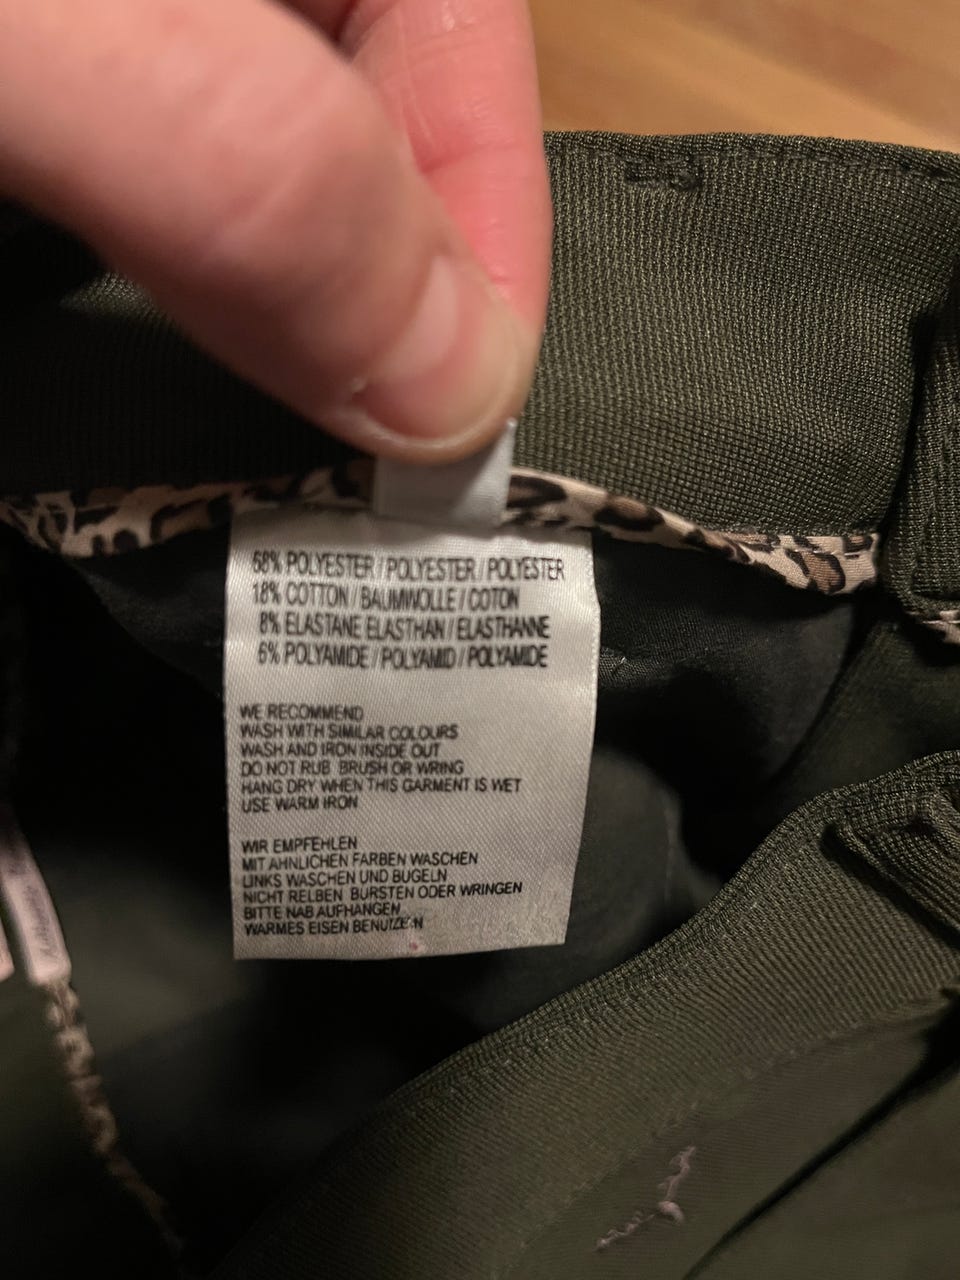 68% POLYESTER / POLYESTER / POLYESTER
18% COTTON / BAUMWOLLE / COTON
8% ELASTANE ELASTHAN / ELASTHANNE
6% POLYAMIDE / POLYAMID / POLYAMIDE
WE RECOMMEND
WASH WITH SIMILAR COLOURS
WASH AND IRON INSIDE OUT
DO NOT RUB BRUSH OR WRING
HANG DRY WHEN THIS GARMENT IS WET
USE WARM IRON
WIR EMPFEHLEN
MIT AHNLICHEN FARBEN WASCHEN
LINKS WASCHEN UND BUGELN
NICHT RELBEN BURSTEN ODER WRINGEN
BITTE NAB AUFHANGEN
WARMES EISEN BENUTZEN